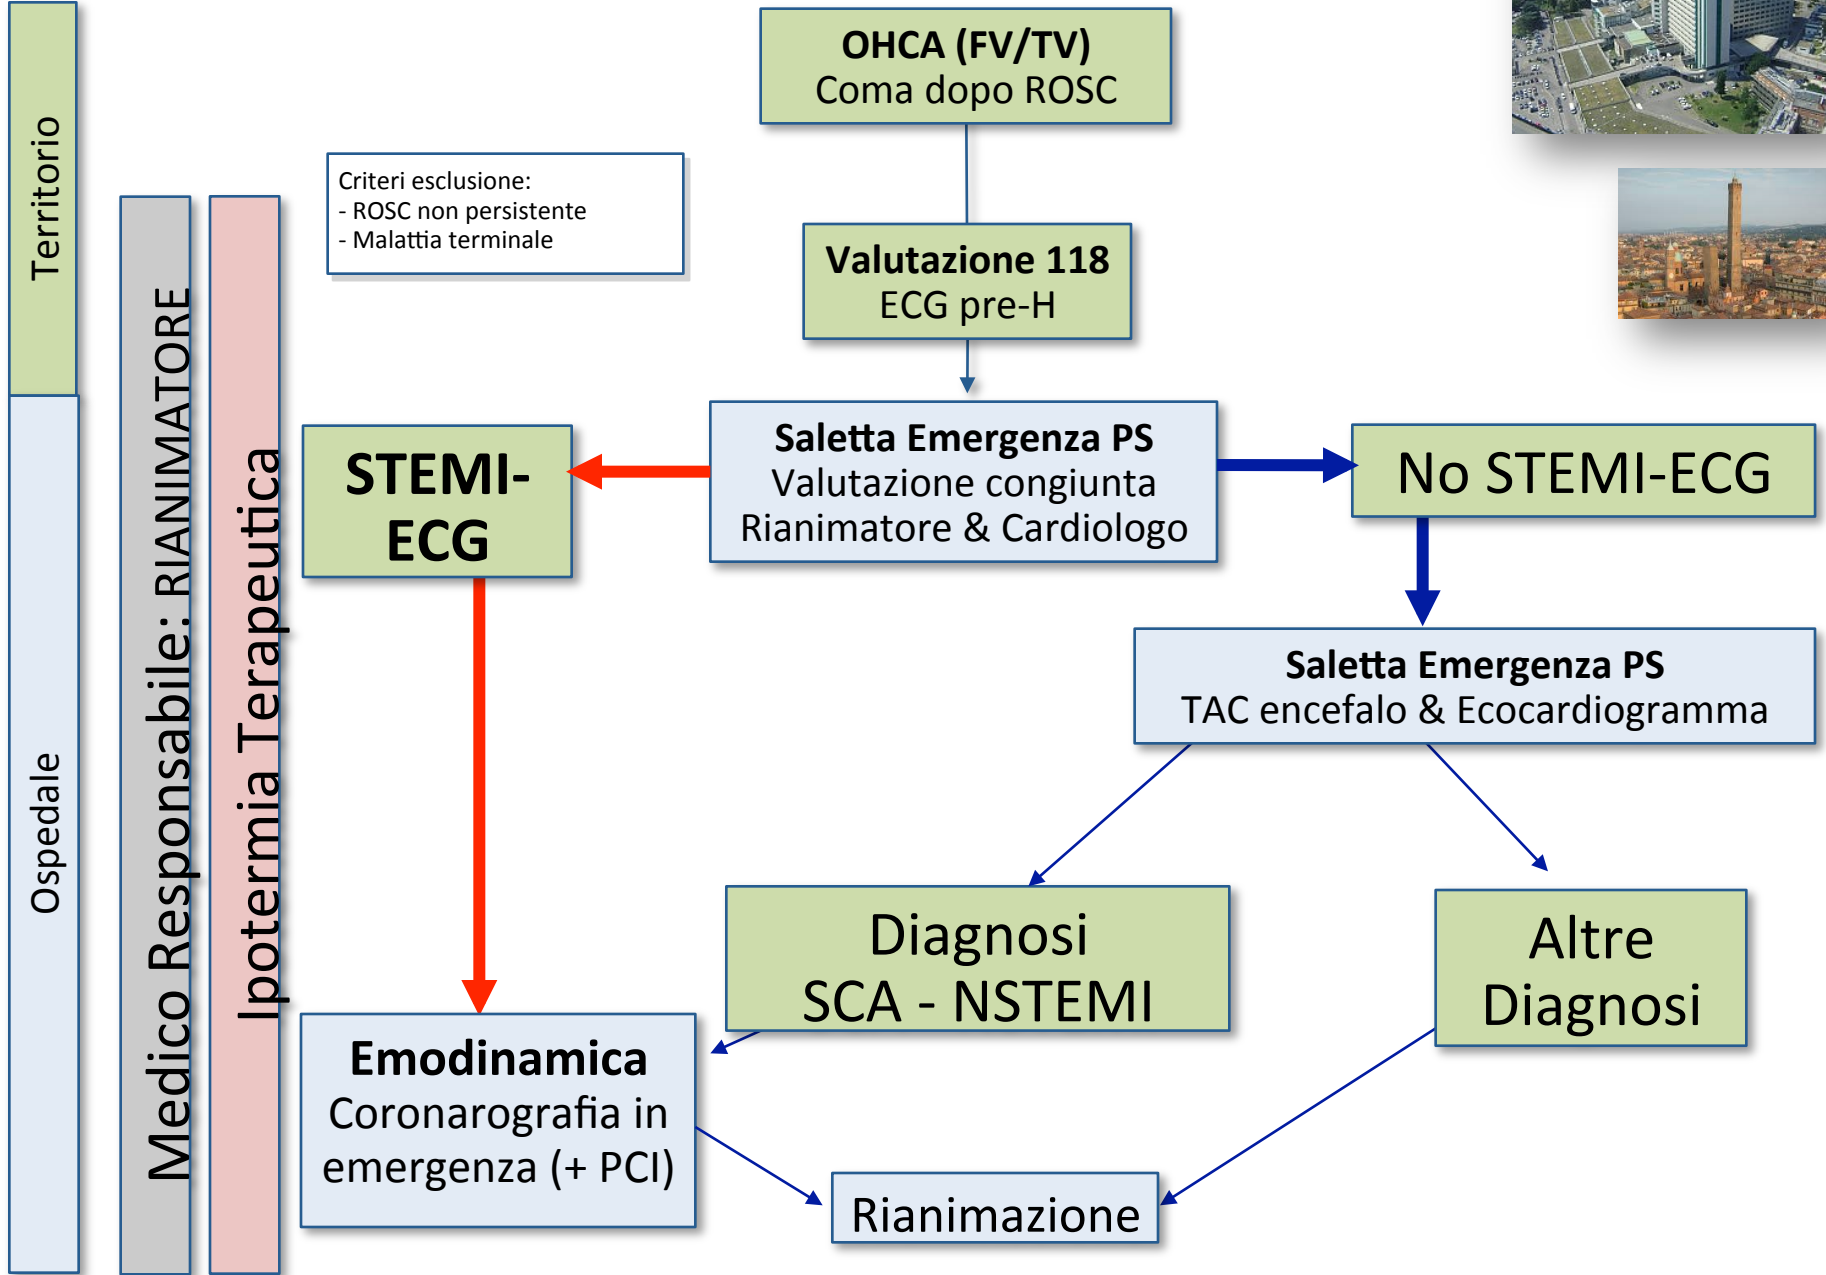 OHCA (FV/TV)
Coma dopo ROSC
Territorio
Criteri esclusione:
- ROSC non persistente
- Malattia terminale
Valutazione 118
ECG pre-H
Medico Responsabile: RIANIMATORE
Ipotermia Terapeutica
STEMI-
ECG
Saletta Emergenza PS
Valutazione congiunta
Rianimatore & Cardiologo
No STEMI-ECG
Saletta Emergenza PS
TAC encefalo & Ecocardiogramma
Ospedale
Diagnosi
SCA - NSTEMI
Altre
Diagnosi
Emodinamica
Coronarografia in
emergenza (+ PCI)
Rianimazione